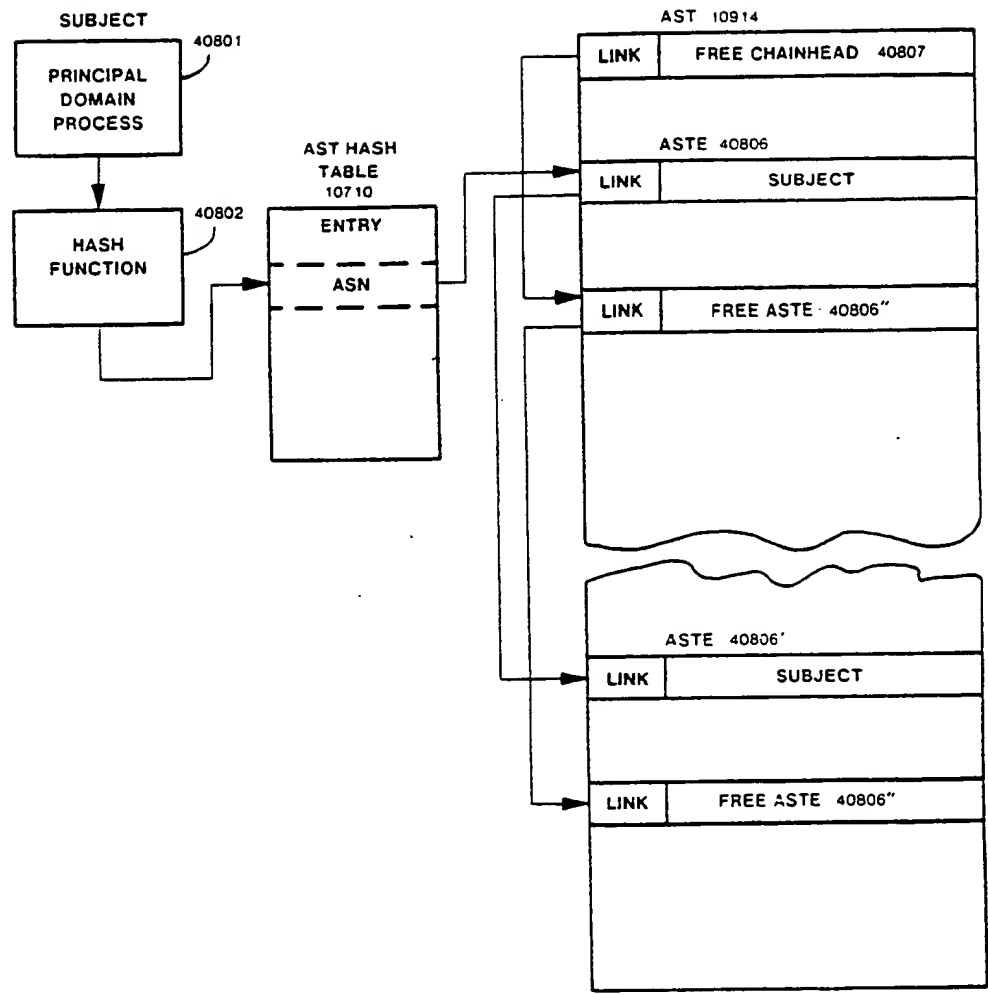 SUBJECT
40801
PRINCIPAL
DOMAIN
PROCESS
40802
HASH
FUNCTION
AST HASH
TABLE
10710
ENTRY
ASN
AST 10914
LINK FREE CHAINHEAD 40807
ASTE 40806
LINK SUBJECT
LINK FREE ASTE 40806"
ASTE 40806'
LINK SUBJECT
LINK FREE ASTE 40806"